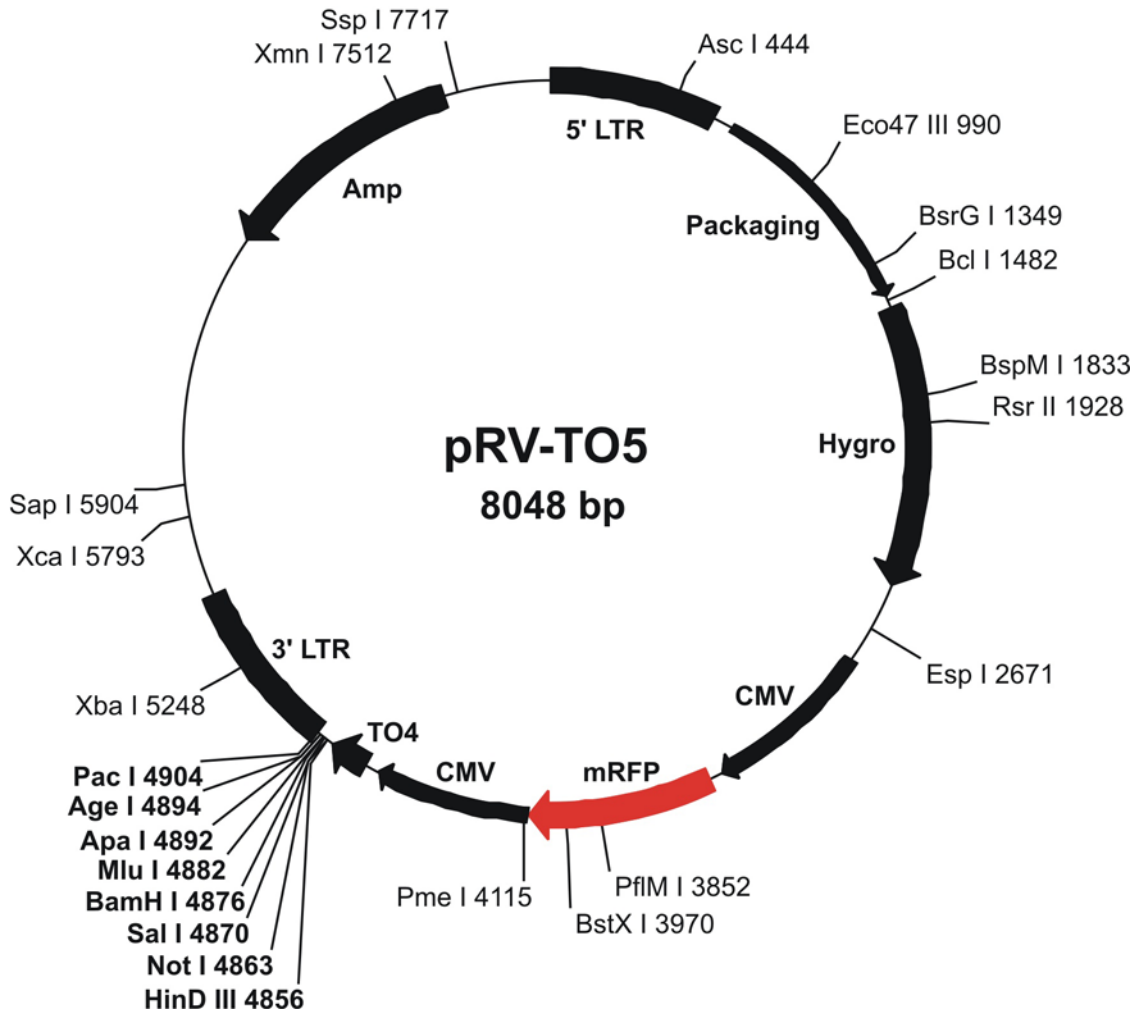 Ssp I 7717
Xmn I 7512
Asc I 444
5' LTR
Eco47 III 990
Amp
Packaging
BsrG I 1349
Bcl I 1482
BspM I 1833
Rsr II 1928
pRV-TO5
8048 bp
Hygro
Sap I 5904
Xca I 5793
3' LTR
Esp I 2671
Xba I 5248
CMV
TO4
CMV
mRFP
Pac I 4904
Age I 4894
Apa I 4892
Mlu I 4882
BamH I 4876
Sal I 4870
Not I 4863
HinD III 4856
Pme I 4115
PflM I 3852
BstX I 3970